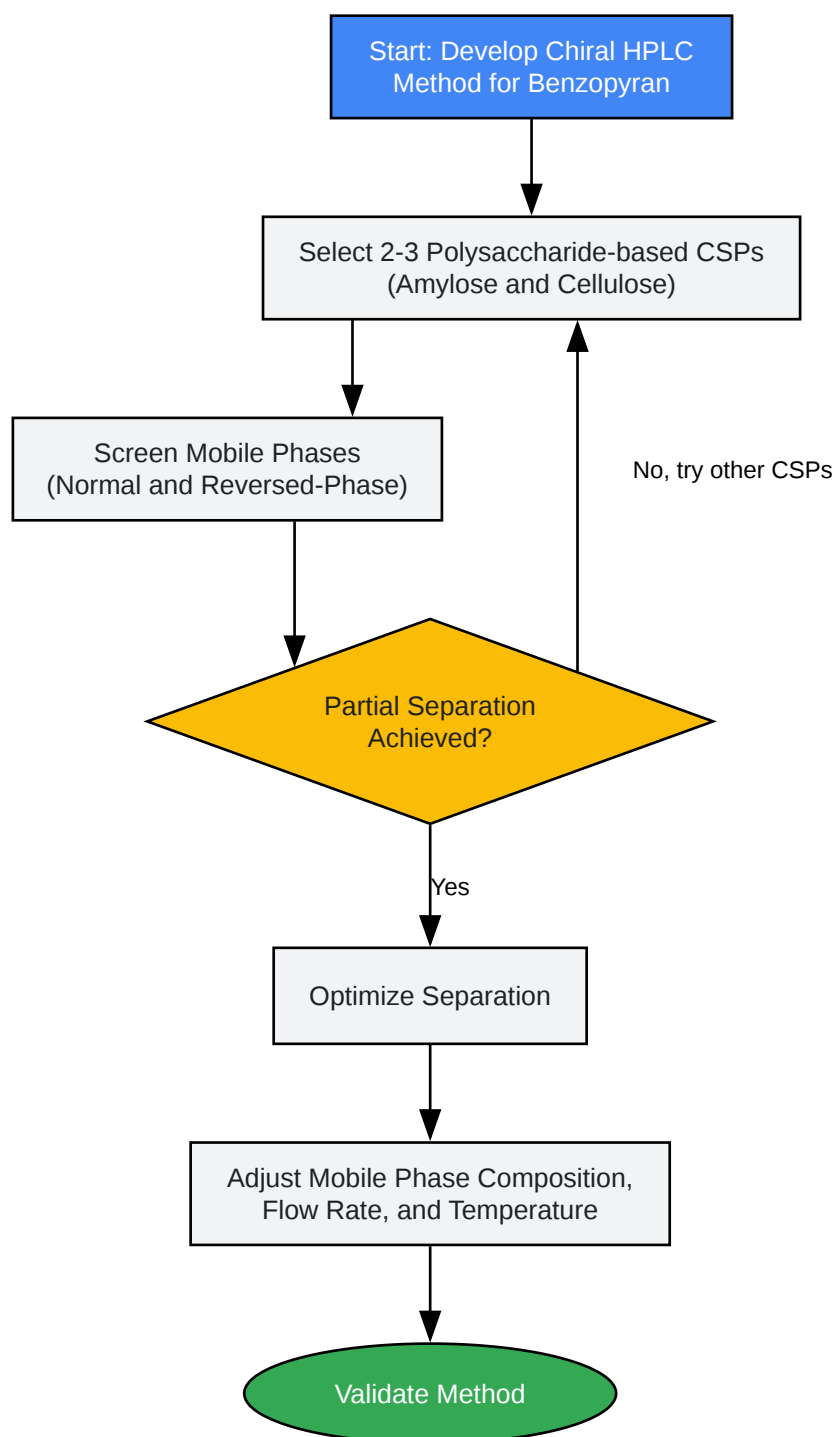 Start: Develop Chiral HPLC
Method for Benzopyran
Select 2-3 Polysaccharide-based CSPs
(Amylose and Cellulose)
Screen Mobile Phases
(Normal and Reversed-Phase)
No, try other CSPs
Partial Separation
Achieved?
Yes
Optimize Separation
Adjust Mobile Phase Composition,
Flow Rate, and Temperature
Validate Method